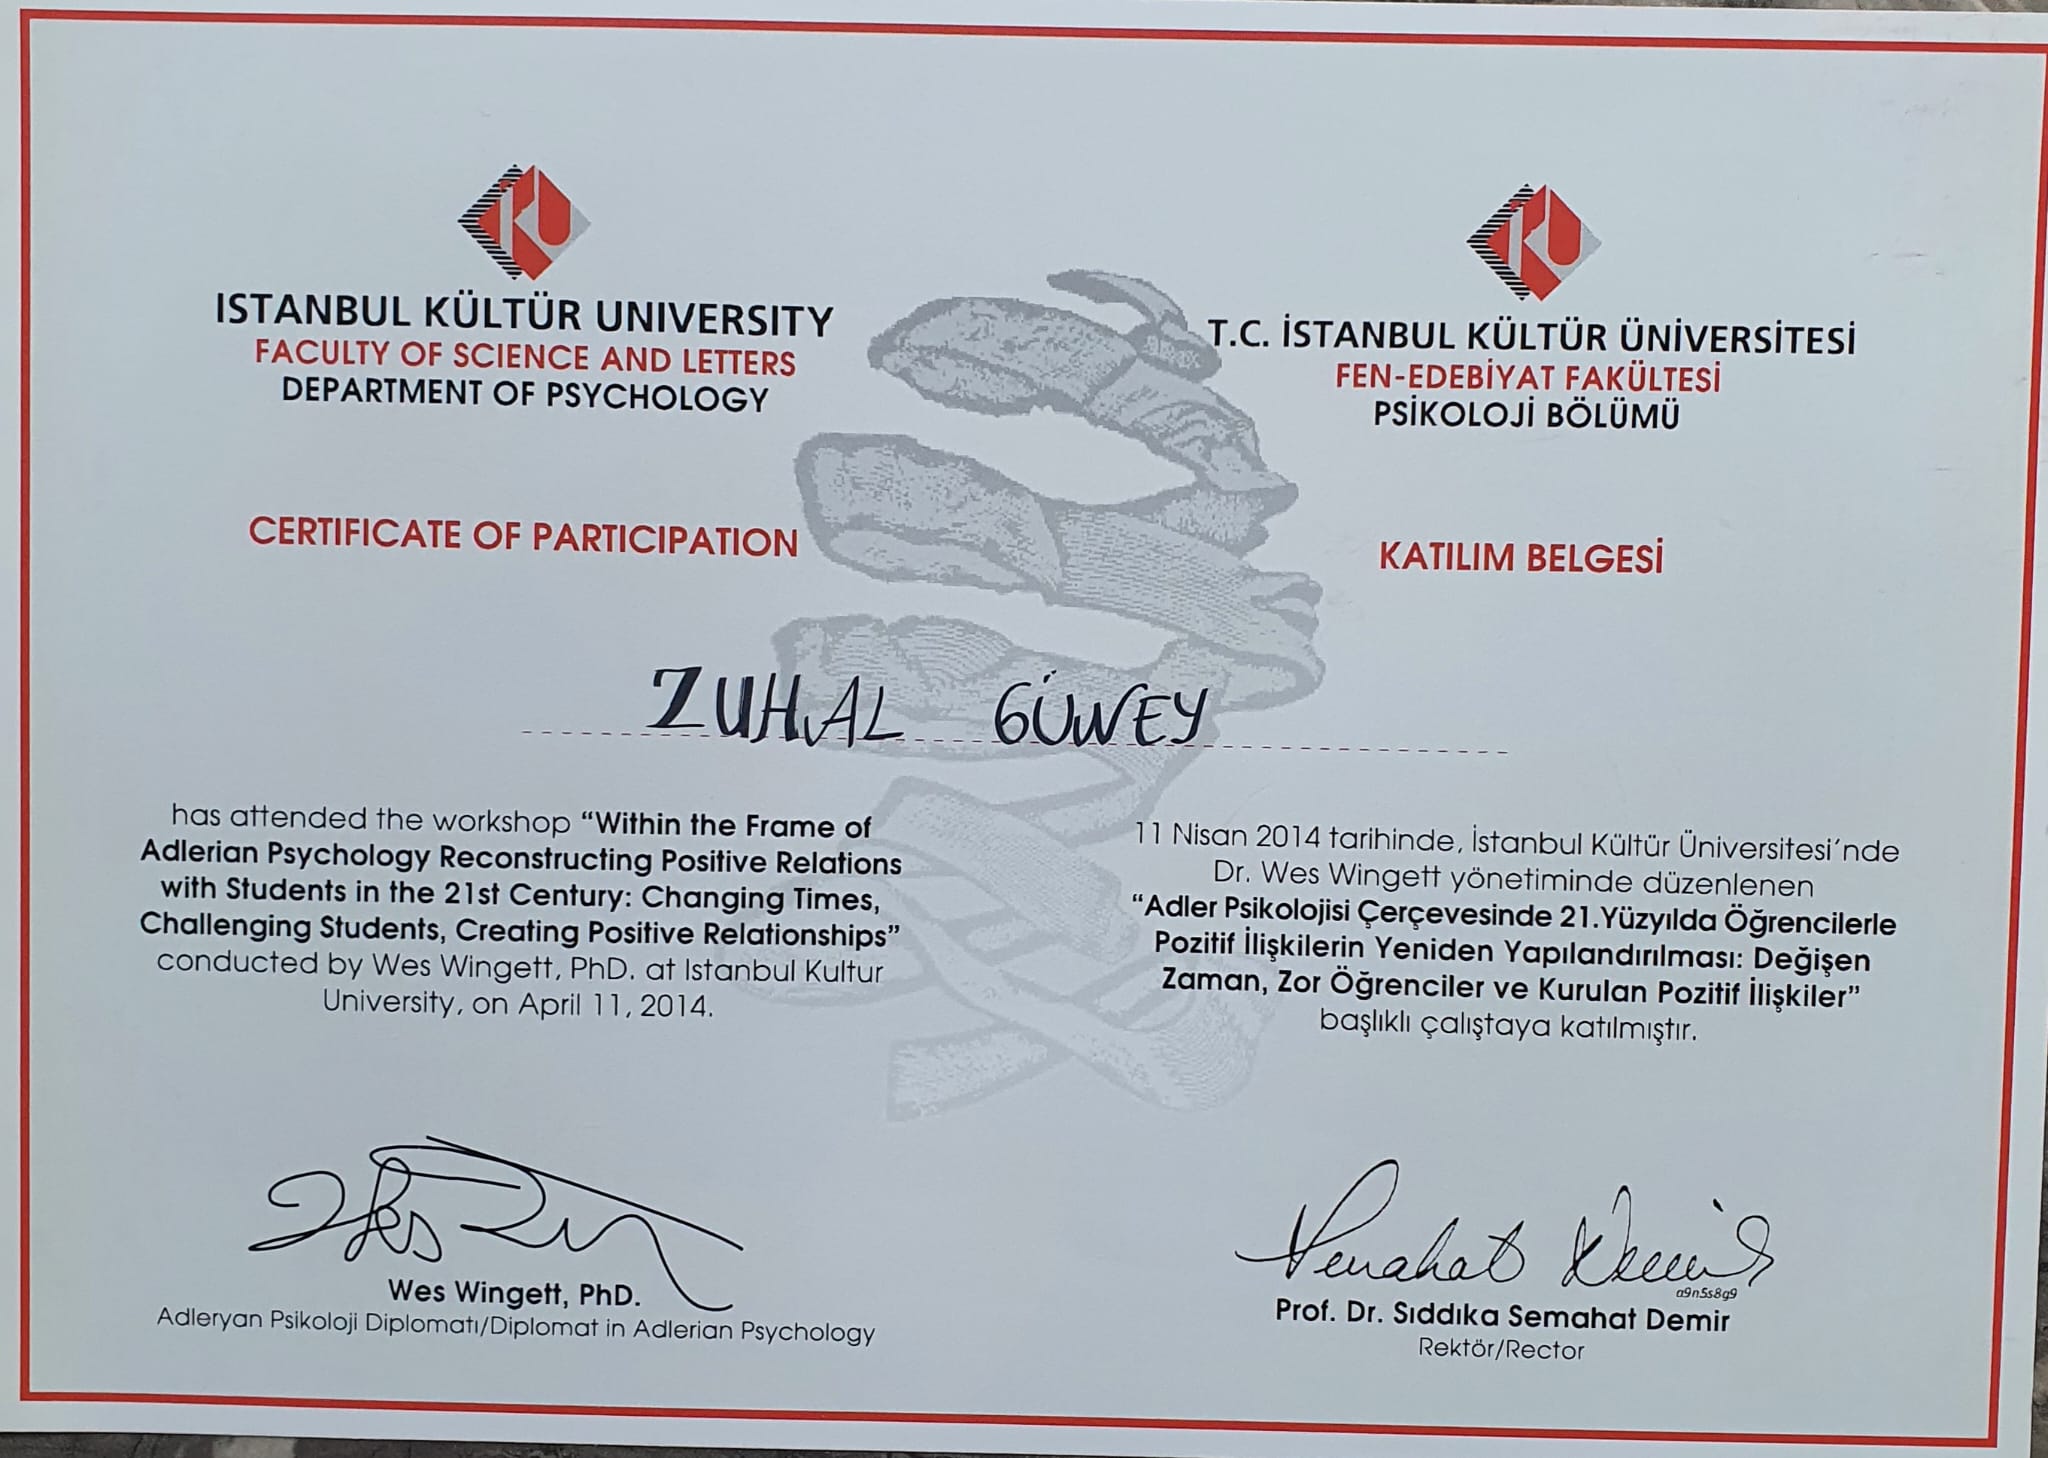 ISTANBUL KÜLTÜR UNIVERSITY
FACULTY OF SCIENCE AND LETTERS
DEPARTMENT OF PSYCHOLOGY
CERTIFICATE OF PARTICIPATION
T.C. İSTANBUL KÜLTÜR ÜNİVERSİTESİ
FEN-EDEBİYAT FAKÜLTESİ
PSİKOLOJİ BÖLÜMÜ
KATILIM BELGESİ
ZUHAL GÜNEY
has attended the workshop “Within the Frame of
Adlerian Psychology Reconstructing Positive Relations
with Students in the 21st Century: Changing Times,
Challenging Students, Creating Positive Relationships”
conducted by Wes Wingett, PhD. at Istanbul Kultur
University, on April 11, 2014.
11 Nisan 2014 tarihinde, İstanbul Kültür Üniversitesi’nde
Dr. Wes Wingett yönetiminde düzenlenen
“Adler Psikolojisi Çerçevesinde 21.Yüzyılda Öğrencilerle
Pozitif İlişkilerin Yeniden Yapılandırılması: Değişen
Zaman, Zor Öğrenciler ve Kurulan Pozitif İlişkiler”
başlıklı çalıştaya katılmıştır.
Wes Wingett, PhD.
Adleryan Psikoloji Diplomatı/Diplomat in Adlerian Psychology
Semahat Demir
a9n5s8g9
Prof. Dr. Sıddıka Semahat Demir
Rektör/Rector